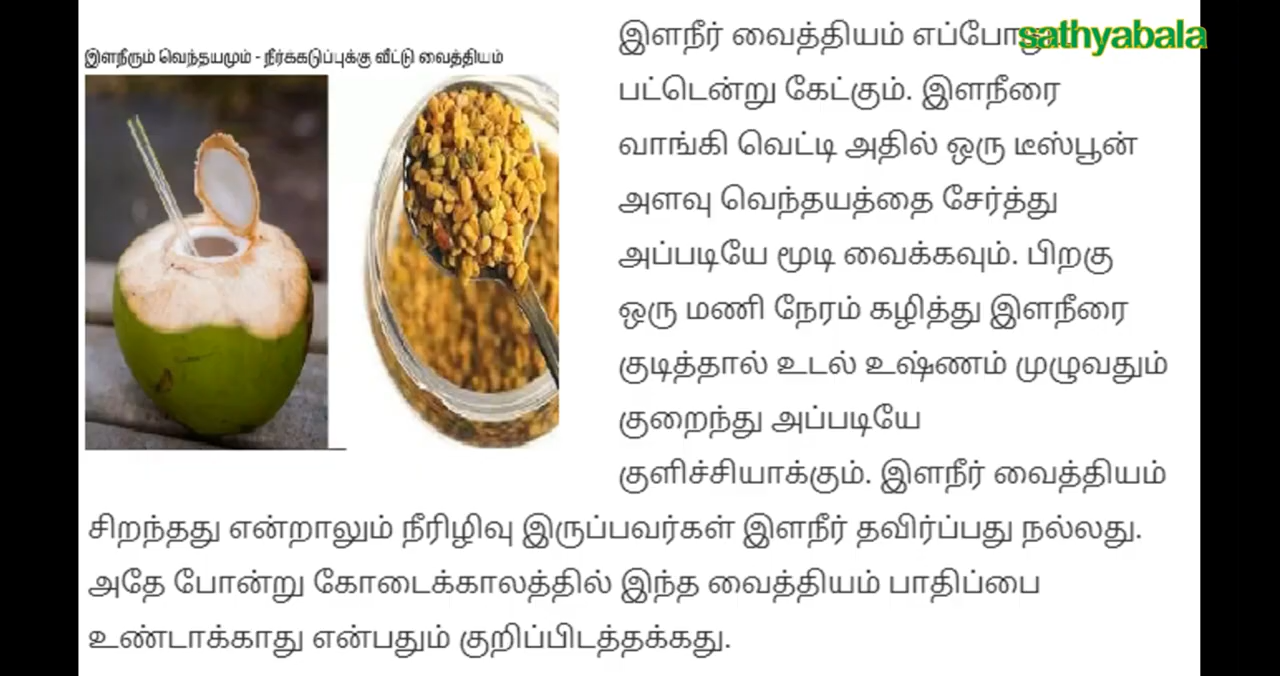 இளநீர் வைத்தியம்
sathyabala
இளநீரும் வெந்தயமும் - நீர்க்கடுப்புக்கு வீட்டு வைத்தியம்
பட்டென்று கேட்கும். இளநீரை
வாங்கி வெட்டி அதில் ஒரு டீஸ்பூன்
அளவு வெந்தயத்தை சேர்த்து
அப்படியே மூடி வைக்கவும். பிறகு
ஒரு மணி நேரம் கழித்து இளநீரை
குடித்தால் உடல் உஷ்ணம் முழுவதும்
குறைந்து அப்படியே
குளிச்சியாக்கும். இளநீர் வைத்தியம்
சிறந்தது என்றாலும் நீரிழிவு இருப்பவர்கள் இளநீர் தவிர்ப்பது நல்லது.
அதே போன்று கோடைக்காலத்தில் இந்த வைத்தியம் பாதிப்பை
உண்டாக்காது என்பதும் குறிப்பிடத்தக்கது.